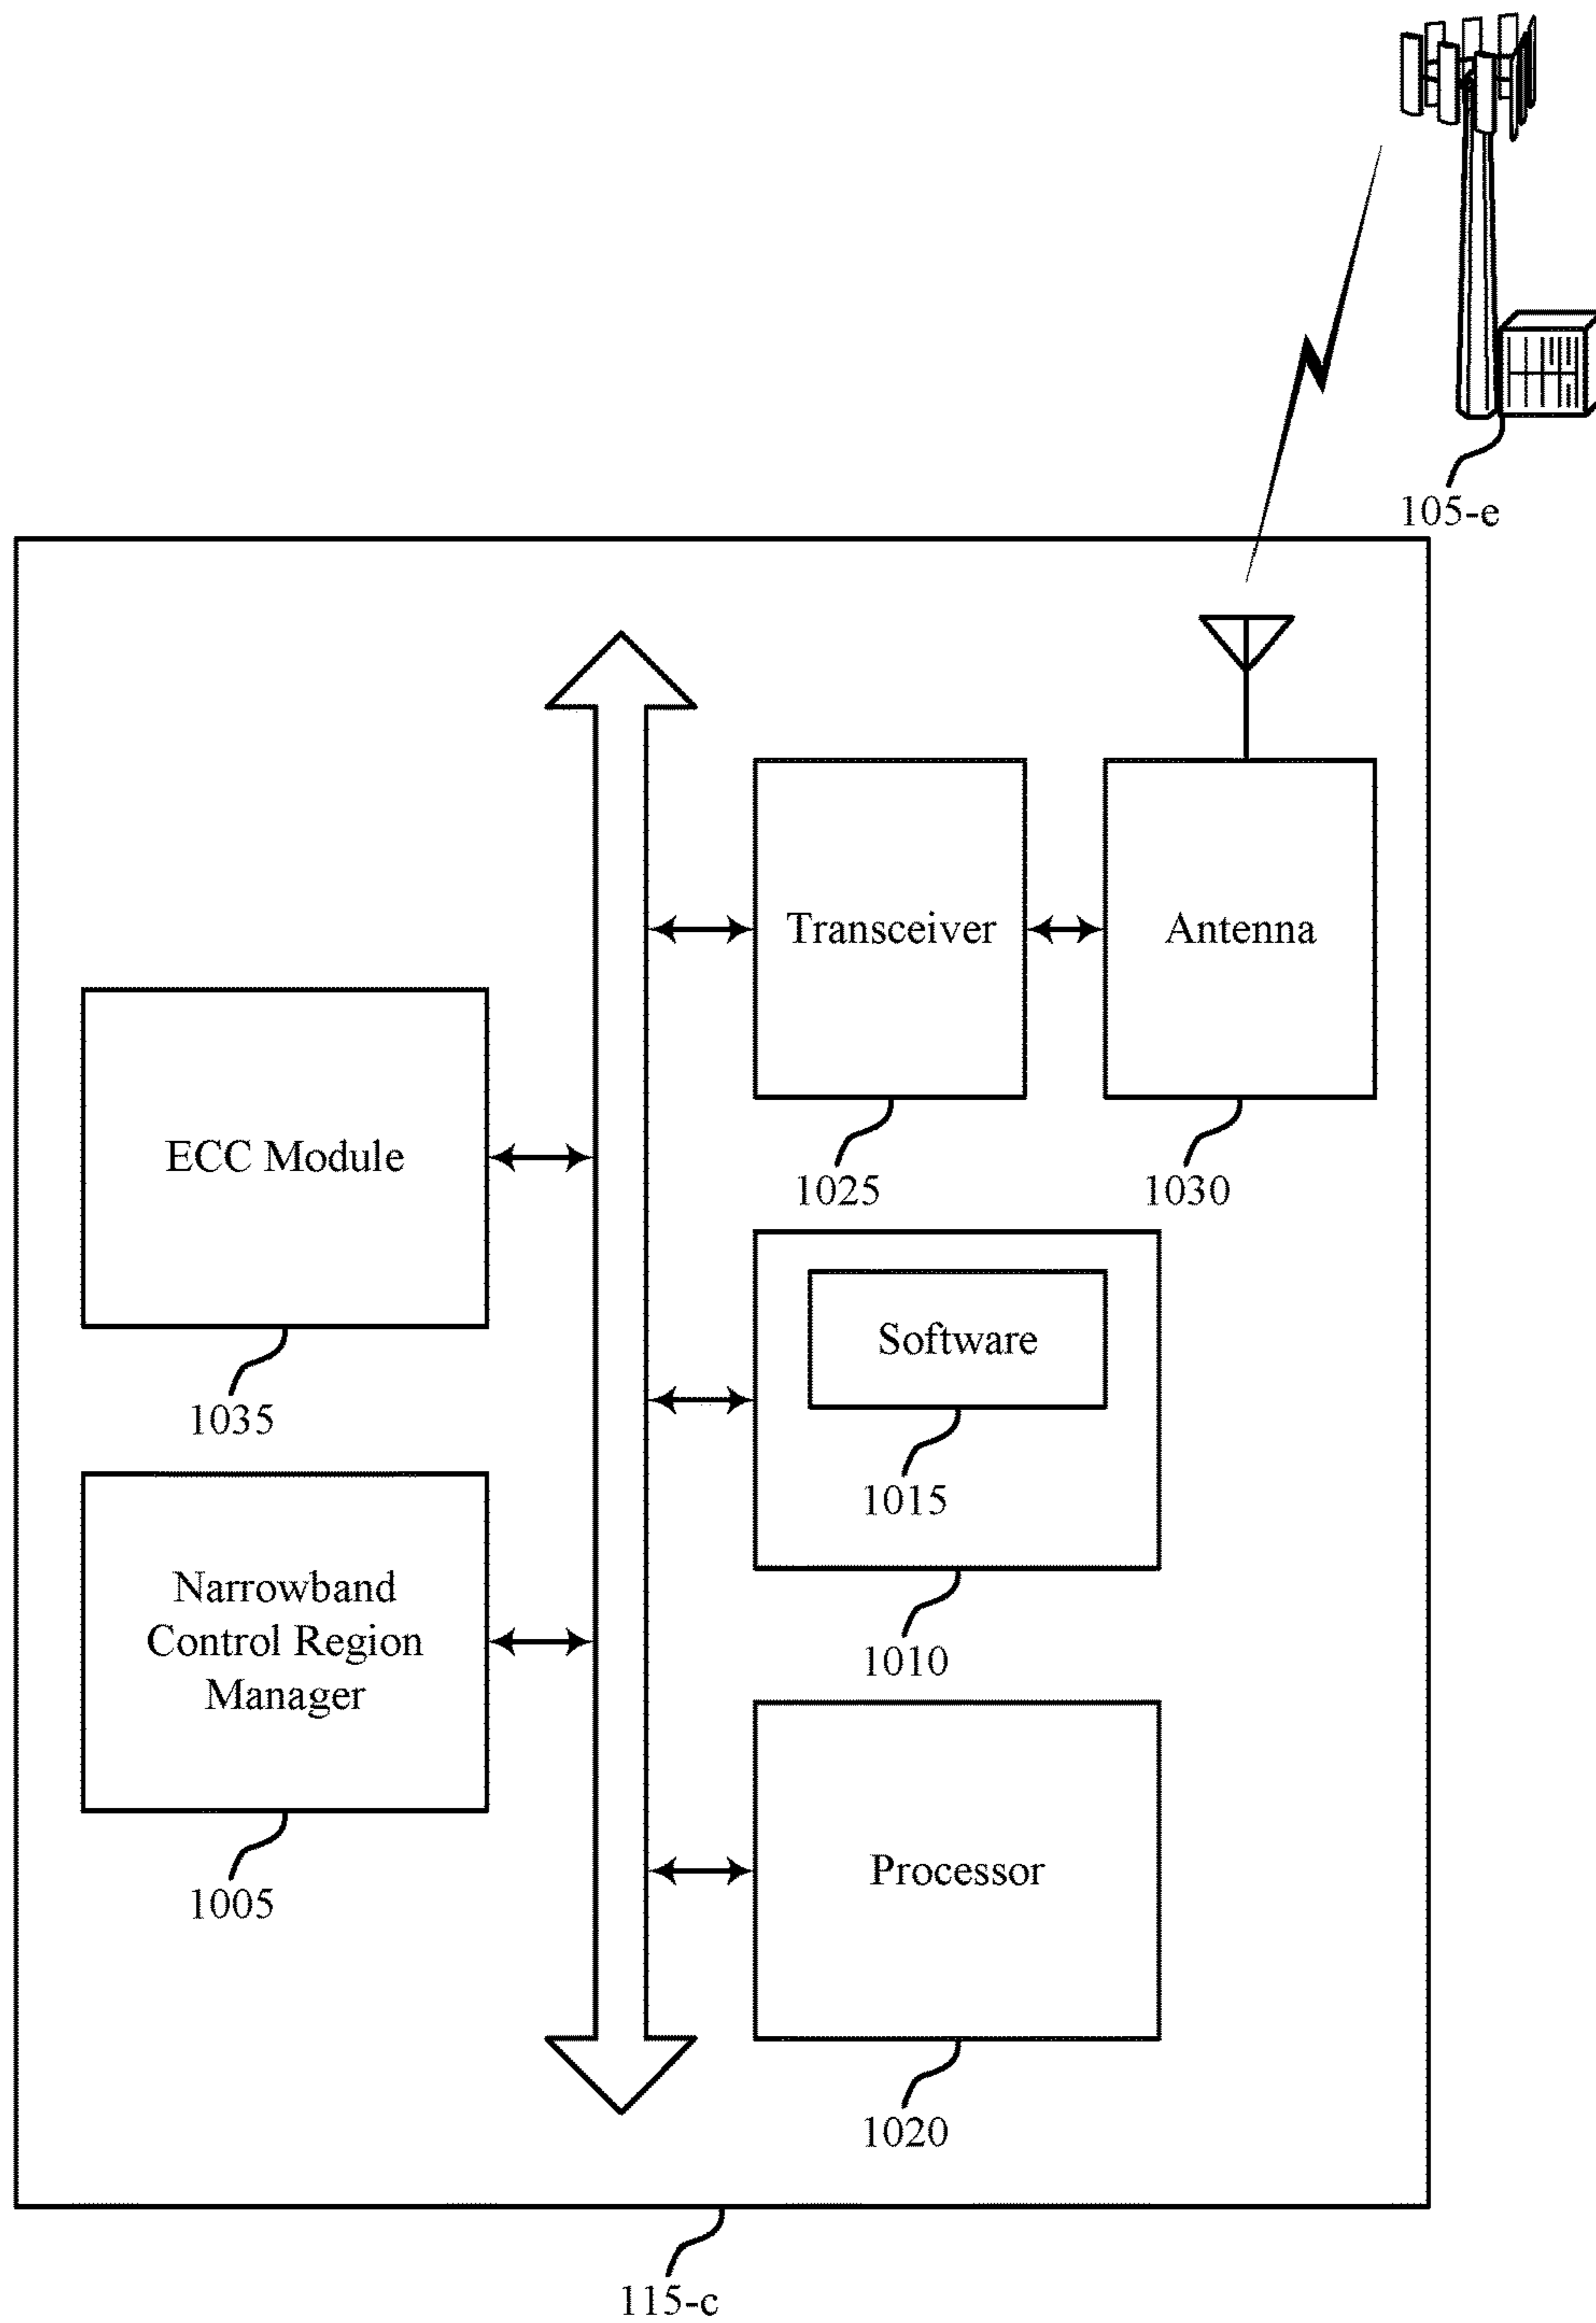 105-e
Transceiver
Antenna
1025
1030
ECC Module
1035
Software
1015
1010
Narrowband
Control Region
Manager
1005
Processor
1020
115-c